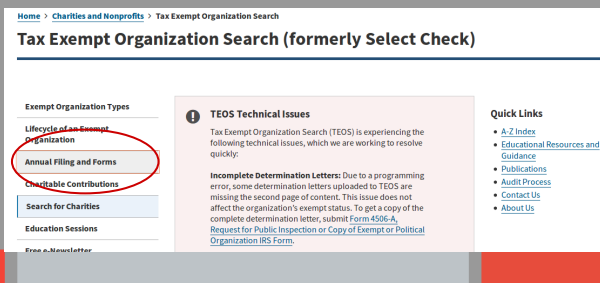 Home > Charities and Nonprofits > Tax Exempt Organization Search
Tax Exempt Organization Search (formerly Select Check)
Exempt Organization Types
Lifecycle of an Exempt
Organization
Annual Filing and Forms
Charitable Contributions
Search for Charities
Education Sessions
Free e-Newsletter
TEOS Technical Issues
Tax Exempt Organization Search (TEOS) is experiencing the
following technical issues, which we are working to resolve
quickly:
Incomplete Determination Letters: Due to a programming
error, some determination letters uploaded to TEOS are
missing the second page of content. This issue does not
affect the organization's exempt status. To get a copy of the
complete determination letter, submit Form 4506-A,
Request for Public Inspection or Copy of Exempt or Political
Organization IRS Form.
Quick Links
A-Z Index
Educational Resources and
Guidance
Publications
Audit Process
Contact Us
About Us